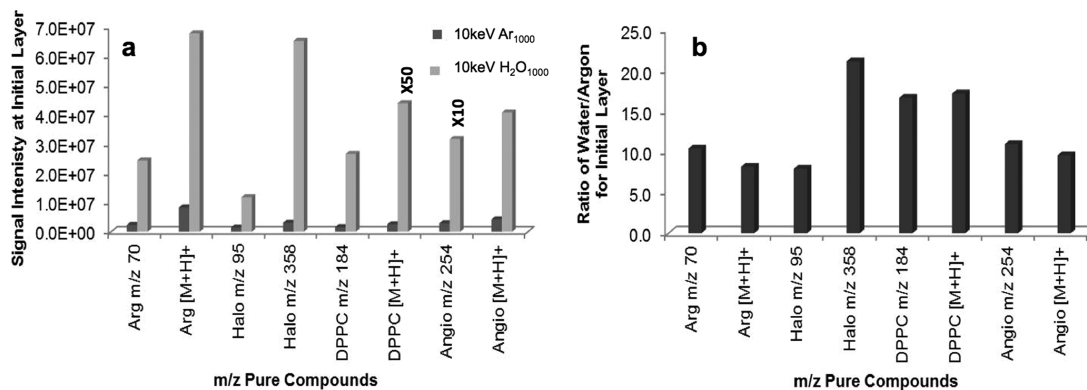 a
Signal Intenisty at Initial Layer
7.0E+07
6.0E+07
5.0E+07
4.0E+07
3.0E+07
2.0E+07
1.0E+07
0.0E+00
10keV Ar1000
10keV H2O1000
X50
X10
Arg m/z 70
Arg [M+H]+
Halo m/z 95
Halo m/z 358
DPPC m/z 184
DPPC [M+H]+
Angio m/z 254
Angio [M+H]+
m/z Pure Compounds
b
Ratio of Water/Argon
for Initial Layer
25.0
20.0
15.0
10.0
5.0
0.0
Arg m/z 70
Arg [M+H]+
Halo m/z 95
Halo m/z 358
DPPC m/z 184
DPPC [M+H]+
Angio m/z 254
Angio [M+H]+
m/z Pure Compounds